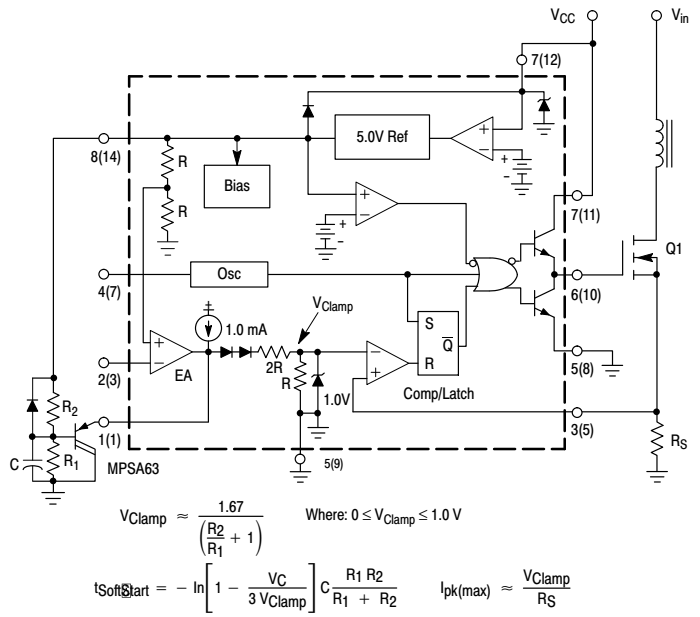 VCC
Vin
7(12)
5.0V Ref
+
−
+
-
8(14)
R
Bias
R
+
−
+
-
7(11)
Q1
4(7)
Osc
6(10)
VClamp
S
Q
R
5(8)
+
1.0 mA
2R
R
1.0V
−
+
Comp/Latch
2(3)
+
−
EA
3(5)
RS
R2
1(1)
C
R1
MPSA63
5(9)
VClamp ≈ 1.67 / (R2/R1 + 1) Where: 0 ≤ VClamp ≤ 1.0 V
tSoft Start = − ln[1 − VC / 3 VClamp] C R1 R2 / R1 + R2 Ipk(max) ≈ VClamp / RS